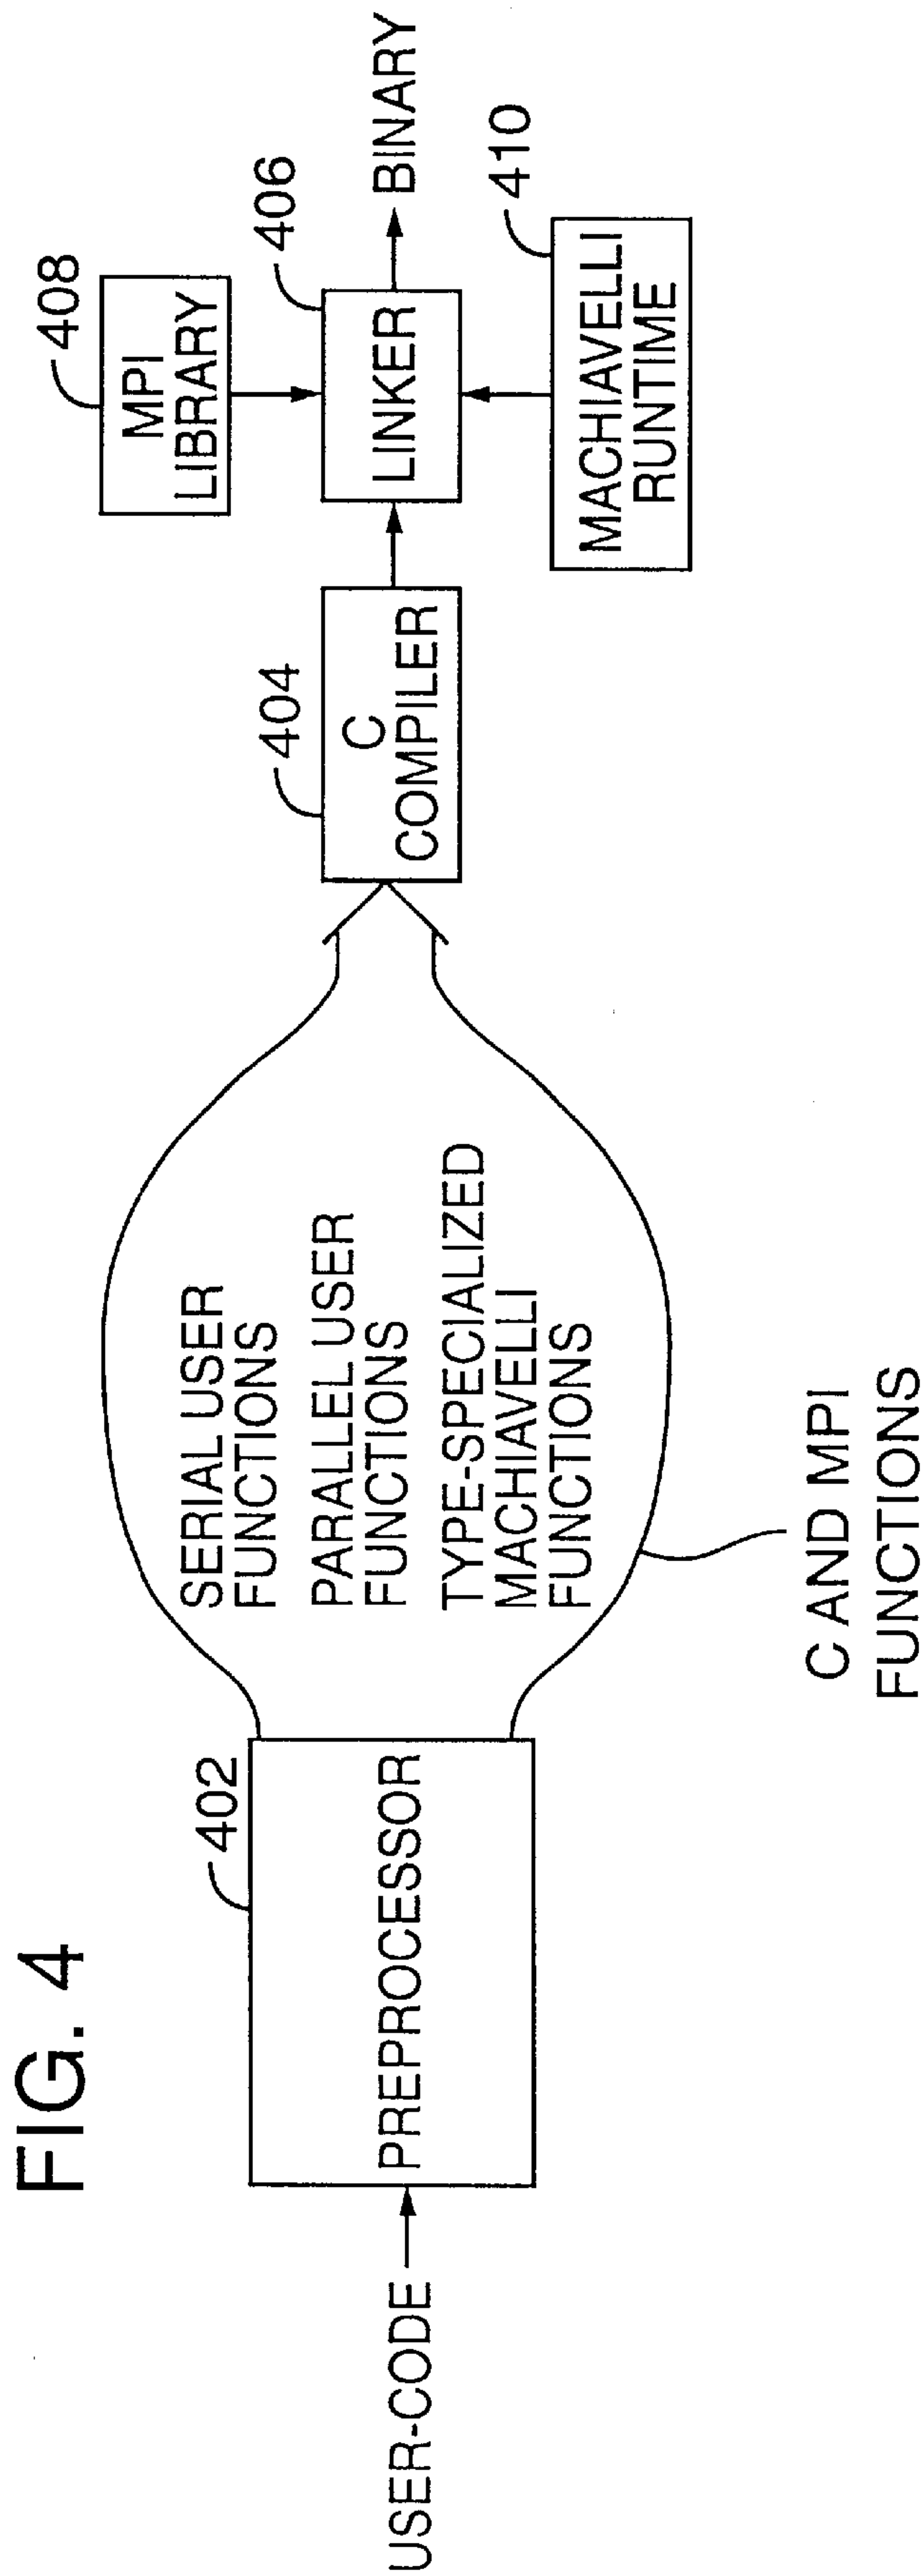 FIG. 4
USER-CODE
402
PREPROCESSOR
SERIAL USER
FUNCTIONS
PARALLEL USER
FUNCTIONS
TYPE-SPECIALIZED
MACHIAVELLI
FUNCTIONS
C AND MPI
FUNCTIONS
404
C
COMPILER
408
MPI
LIBRARY
406
LINKER
BINARY
410
MACHIAVELLI
RUNTIME